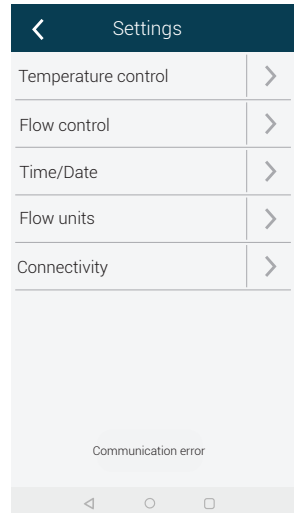 Settings
Temperature control
Flow control
Time/Date
Flow units
Connectivity
Communication error